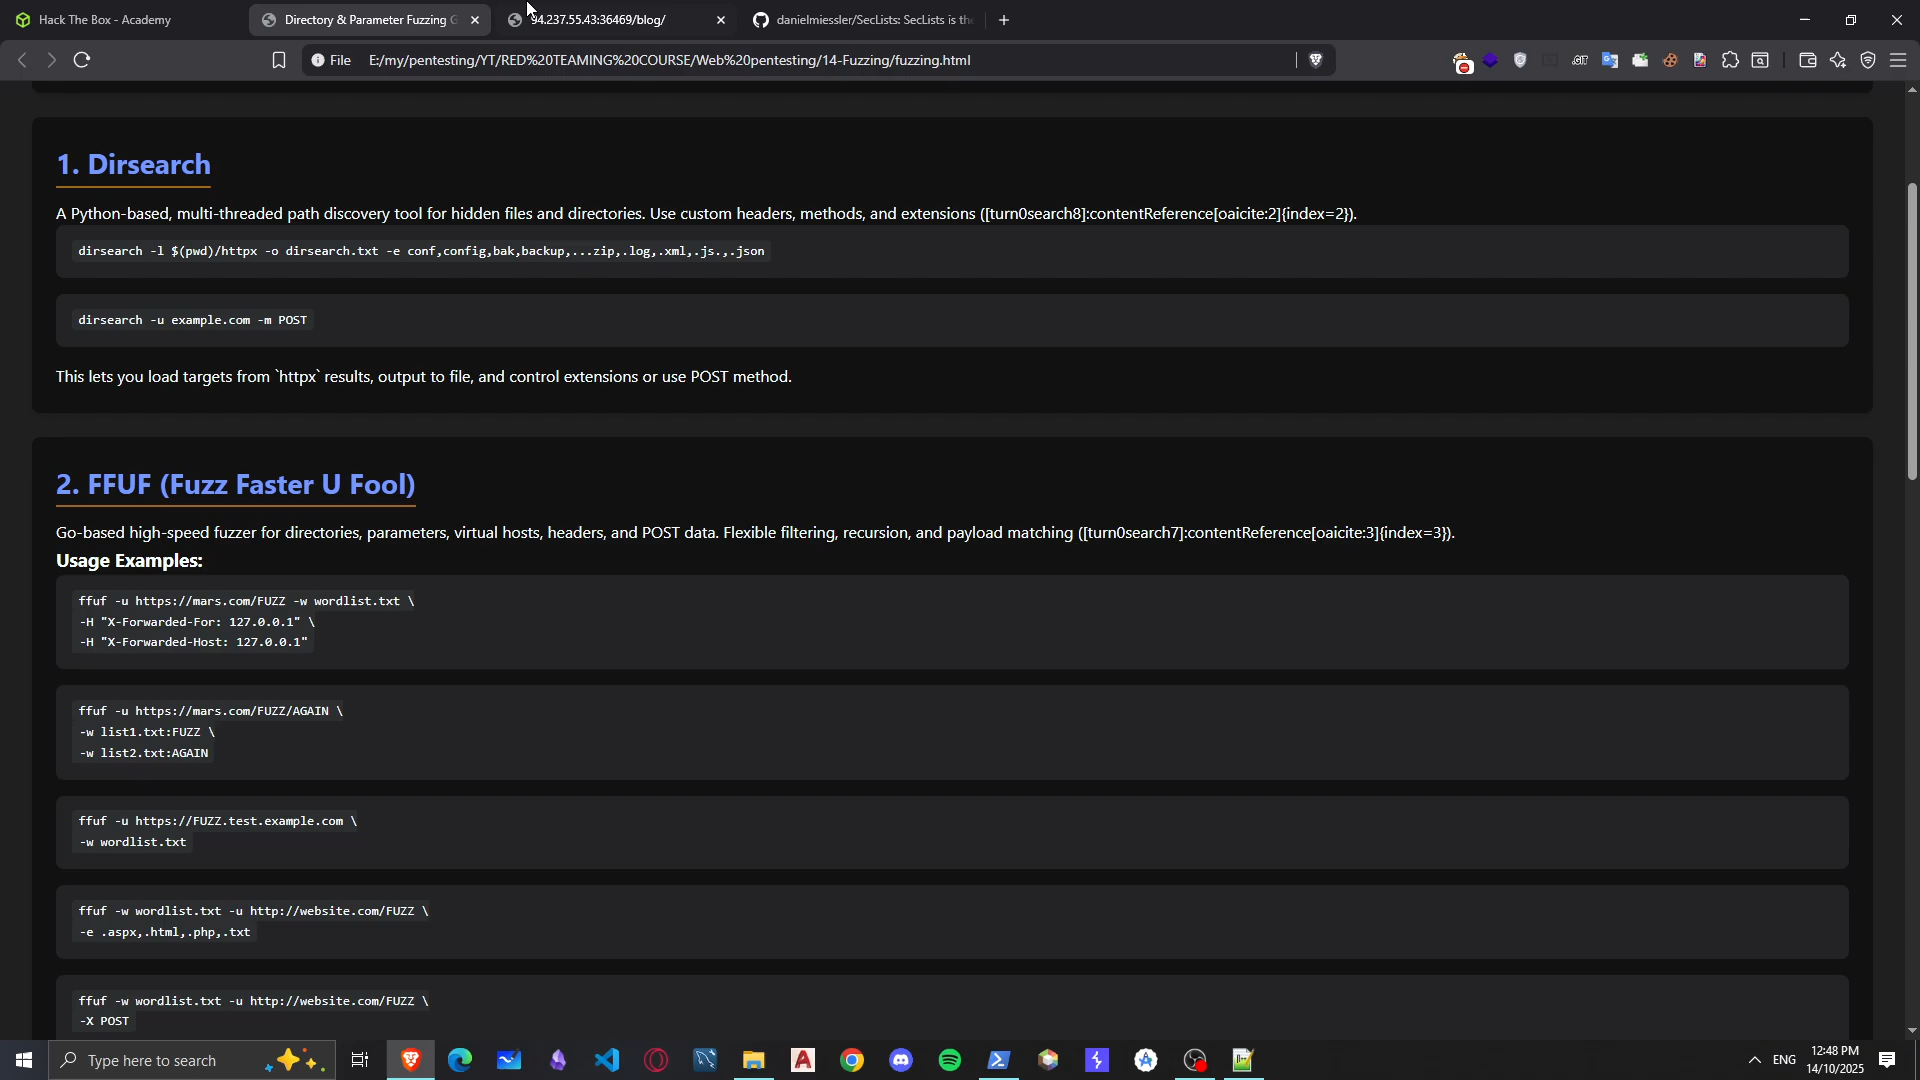 Hack The Box - Academy
Directory & Parameter Fuzzing G
94.237.55.43:36469/blog/
danielmiessler/SecLists: SecLists is the
File
E:/my/pentesting/YT/RED%20TEAMING%20COURSE/Web%20pentesting/14-Fuzzing/fuzzing.html
1. Dirsearch
A Python-based, multi-threaded path discovery tool for hidden files and directories. Use custom headers, methods, and extensions ([turn0search8]:contentReference[oaicite:2]{index=2}).
dirsearch -l $(pwd)/httpx -o dirsearch.txt -e conf,config,bak,backup,...zip,.log,.xml,.js.,.json
dirsearch -u example.com -m POST
This lets you load targets from `httpx` results, output to file, and control extensions or use POST method.
2. FFUF (Fuzz Faster U Fool)
Go-based high-speed fuzzer for directories, parameters, virtual hosts, headers, and POST data. Flexible filtering, recursion, and payload matching ([turn0search7]:contentReference[oaicite:3]{index=3}).
Usage Examples:
ffuf -u https://mars.com/FUZZ -w wordlist.txt \
-H "X-Forwarded-For: 127.0.0.1" \
-H "X-Forwarded-Host: 127.0.0.1"
ffuf -u https://mars.com/FUZZ/AGAIN \
-w list1.txt:FUZZ \
-w list2.txt:AGAIN
ffuf -u https://FUZZ.test.example.com \
-w wordlist.txt
ffuf -w wordlist.txt -u http://website.com/FUZZ \
-e .aspx,.html,.php,.txt
ffuf -w wordlist.txt -u http://website.com/FUZZ \
-X POST
Type here to search
ENG
12:48 PM
14/10/2025